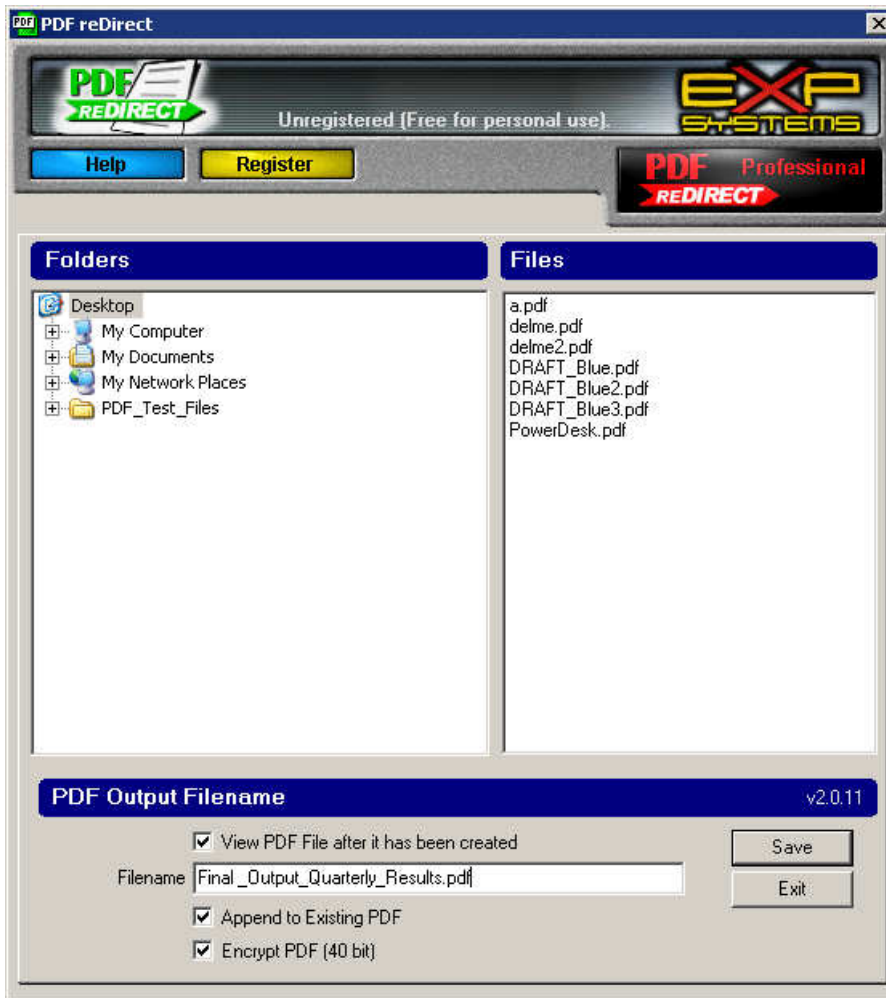 PDF PDF reDirect
PDF
REDIRECT
Unregistered (Free for personal use).
EXP
SYSTEMS
Help
Register
PDF Professional
REDIRECT
Folders
Files
Desktop
My Computer
My Documents
My Network Places
PDF_Test_Files
a.pdf
delme.pdf
delme2.pdf
DRAFT_Blue.pdf
DRAFT_Blue2.pdf
DRAFT_Blue3.pdf
PowerDesk.pdf
PDF Output Filename
v2.0.11
View PDF File after it has been created
Save
Filename Final _Output_Quarterly_Results.pdf
Exit
Append to Existing PDF
Encrypt PDF (40 bit)